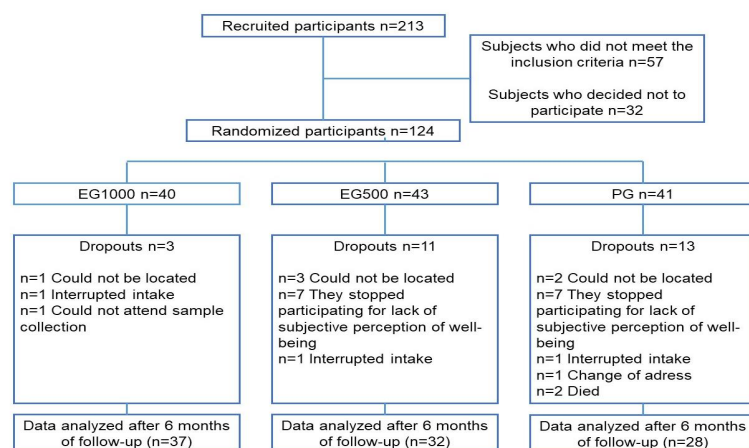 Recruited participants n=213
Subjects who did not meet the
inclusion criteria n=57
Subjects who decided not to
participate n=32
Randomized participants n=124
EG1000 n=40
EG500 n=43
PG n=41
Dropouts n=3
n=1 Could not be located
n=1 Interrupted intake
n=1 Could not attend sample
collection
Dropouts n=11
n=3 Could not be located
n=7 They stopped
participating for lack of
subjective perception of well-
being
n=1 Interrupted intake
Dropouts n=13
n=2 Could not be located
n=7 They stopped
participating for lack of
subjective perception of well-
being
n=1 Interrupted intake
n=1 Change of adress
n=2 Died
Data analyzed after 6 months
of follow-up (n=37)
Data analyzed after 6 months
of follow-up (n=32)
Data analyzed after 6 months
of follow-up (n=28)